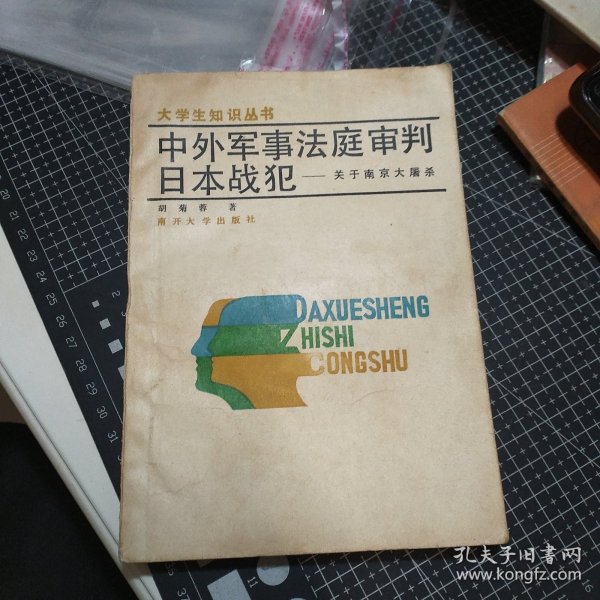 大学生知识丛书
中外军事法庭审判
日本战犯——关于南京大屠杀
胡菊蓉 著
南开大学出版社
DAXUESHENG
ZHISHI
CONGSHU
孔夫子旧书网
www.kongfz.com